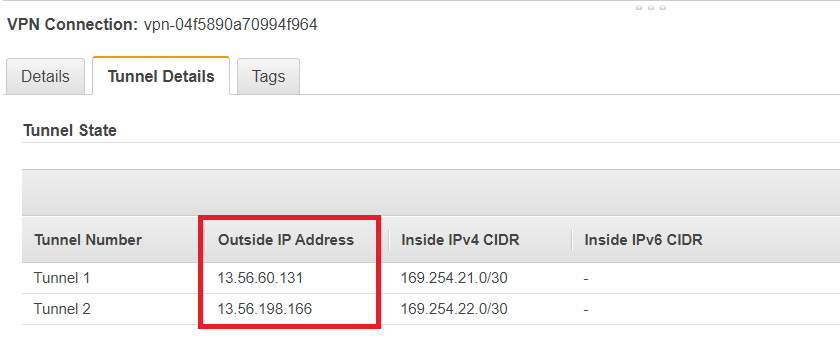 VPN Connection: vpn-04f5890a70994f964
Details Tunnel Details Tags
Tunnel State
Tunnel Number Outside IP Address Inside IPv4 CIDR Inside IPv6 CIDR
Tunnel 1 13.56.60.131 169.254.21.0/30 -
Tunnel 2 13.56.198.166 169.254.22.0/30 -